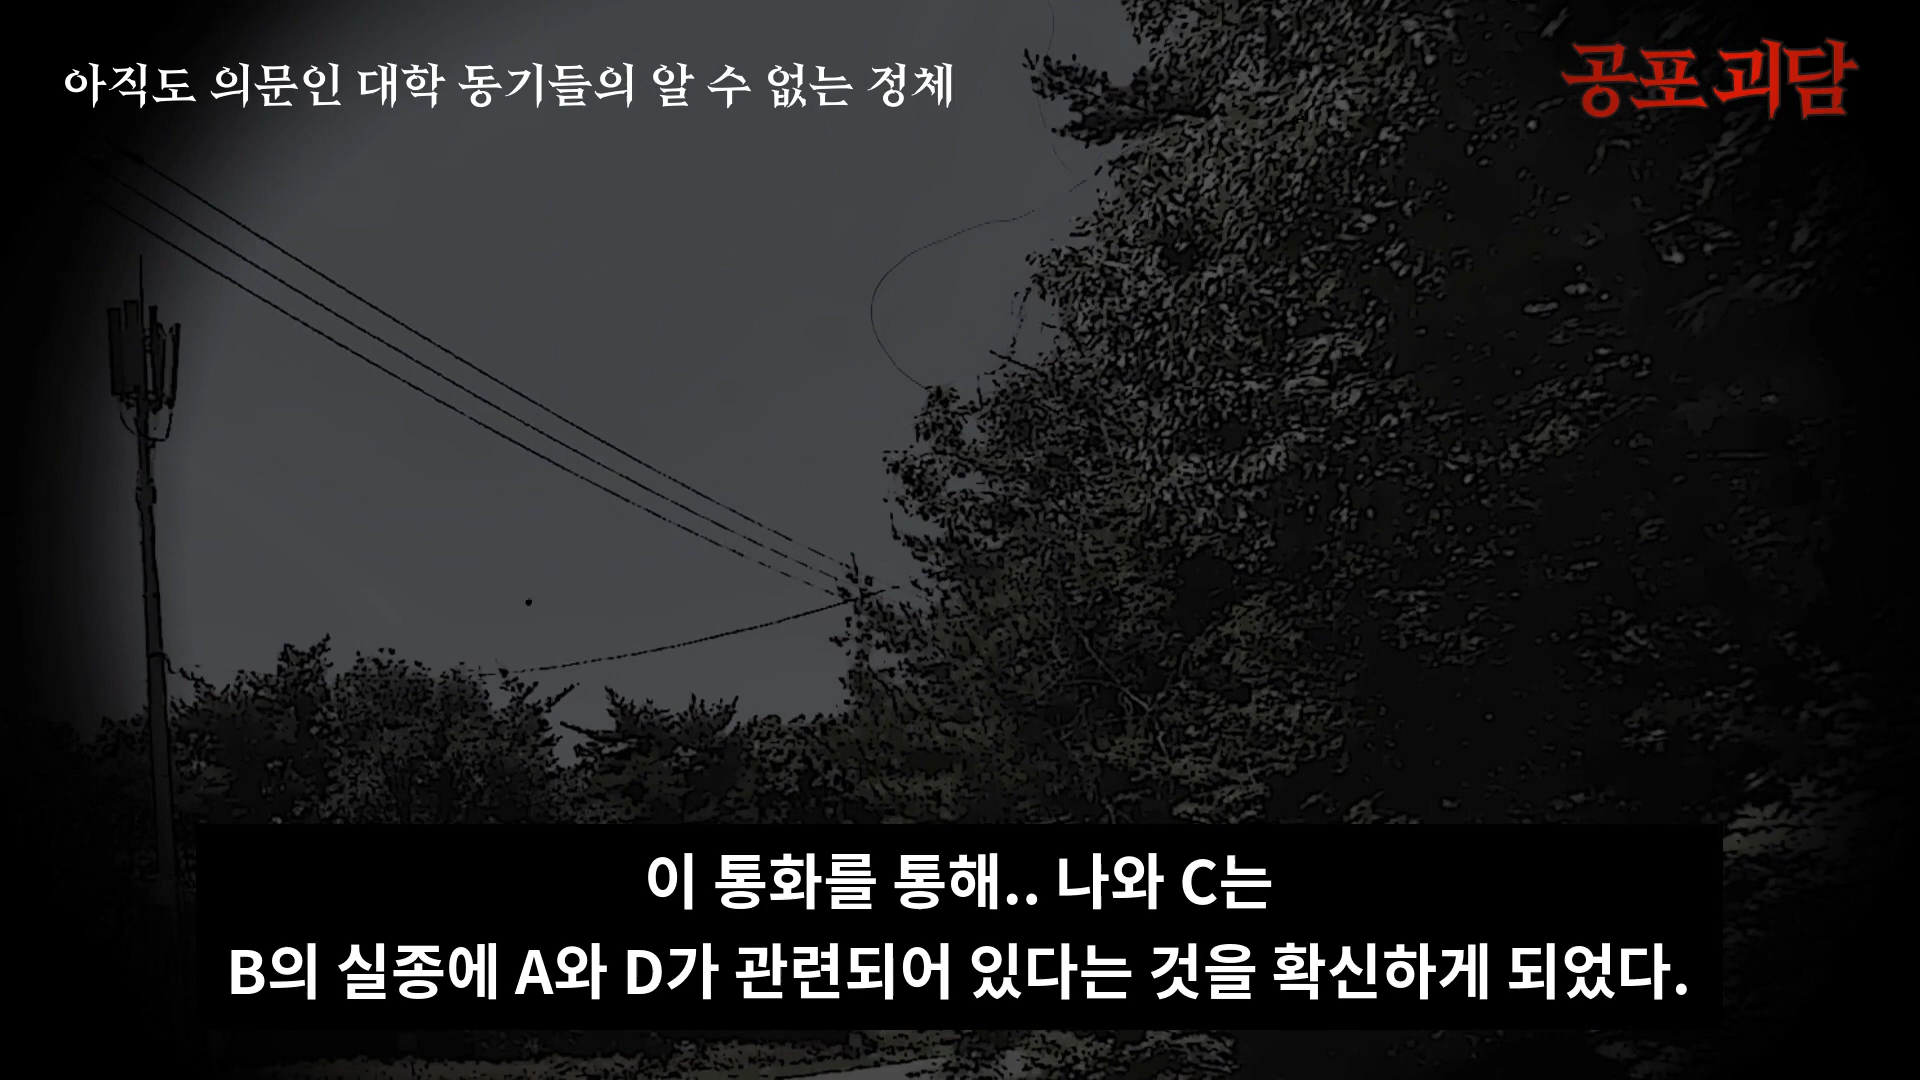 아직도 의문인 대학 동기들의 알 수 없는 정체
공포괴담
이 통화를 통해.. 나와 C는
B의 실종에 A와 D가 관련되어 있다는 것을 확신하게 되었다.